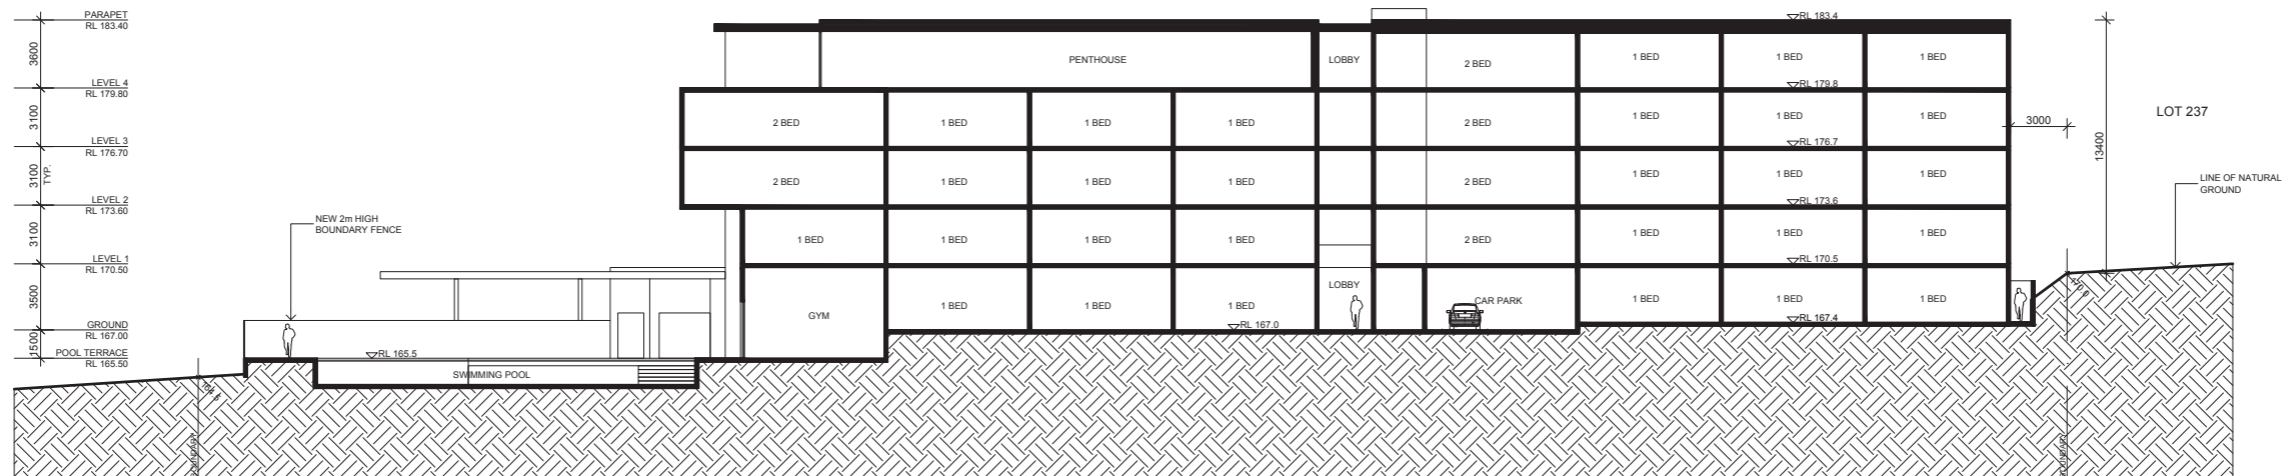 PARAPET
RL 183.40
3600
LEVEL 4
RL 179.80
3100
LEVEL 3
RL 176.70
3100
TYP.
LEVEL 2
RL 173.60
3100
LEVEL 1
RL 170.50
3500
GROUND
RL 167.00
1500
POOL TERRACE
RL 165.50
NEW 2m HIGH
BOUNDARY FENCE
RL 165.5
SWIMMING POOL
164.5
BOUNDARY
RL 183.4
PENTHOUSE
LOBBY
2 BED
1 BED
1 BED
1 BED
RL 179.8
2 BED
1 BED
1 BED
1 BED
2 BED
1 BED
1 BED
1 BED
RL 176.7
2 BED
1 BED
1 BED
1 BED
2 BED
1 BED
1 BED
1 BED
RL 173.6
1 BED
1 BED
1 BED
1 BED
2 BED
1 BED
1 BED
1 BED
RL 170.5
GYM
1 BED
1 BED
1 BED
RL 167.0
LOBBY
CAR PARK
1 BED
1 BED
1 BED
RL 167.4
3000
13400
LOT 237
LINE OF NATURAL
GROUND
170.0
BOUNDARY